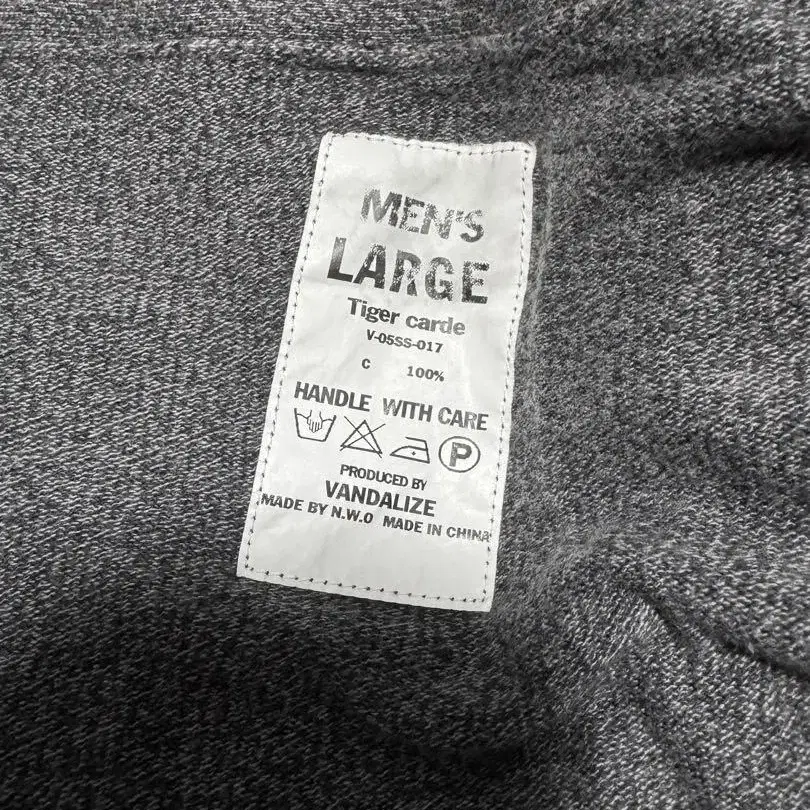 MEN'S
LARGE
Tiger carde
V-05SS-017
C 100%
HANDLE WITH CARE
P
PRODUCED BY
VANDALIZE
MADE BY N.W.O MADE IN CHINA